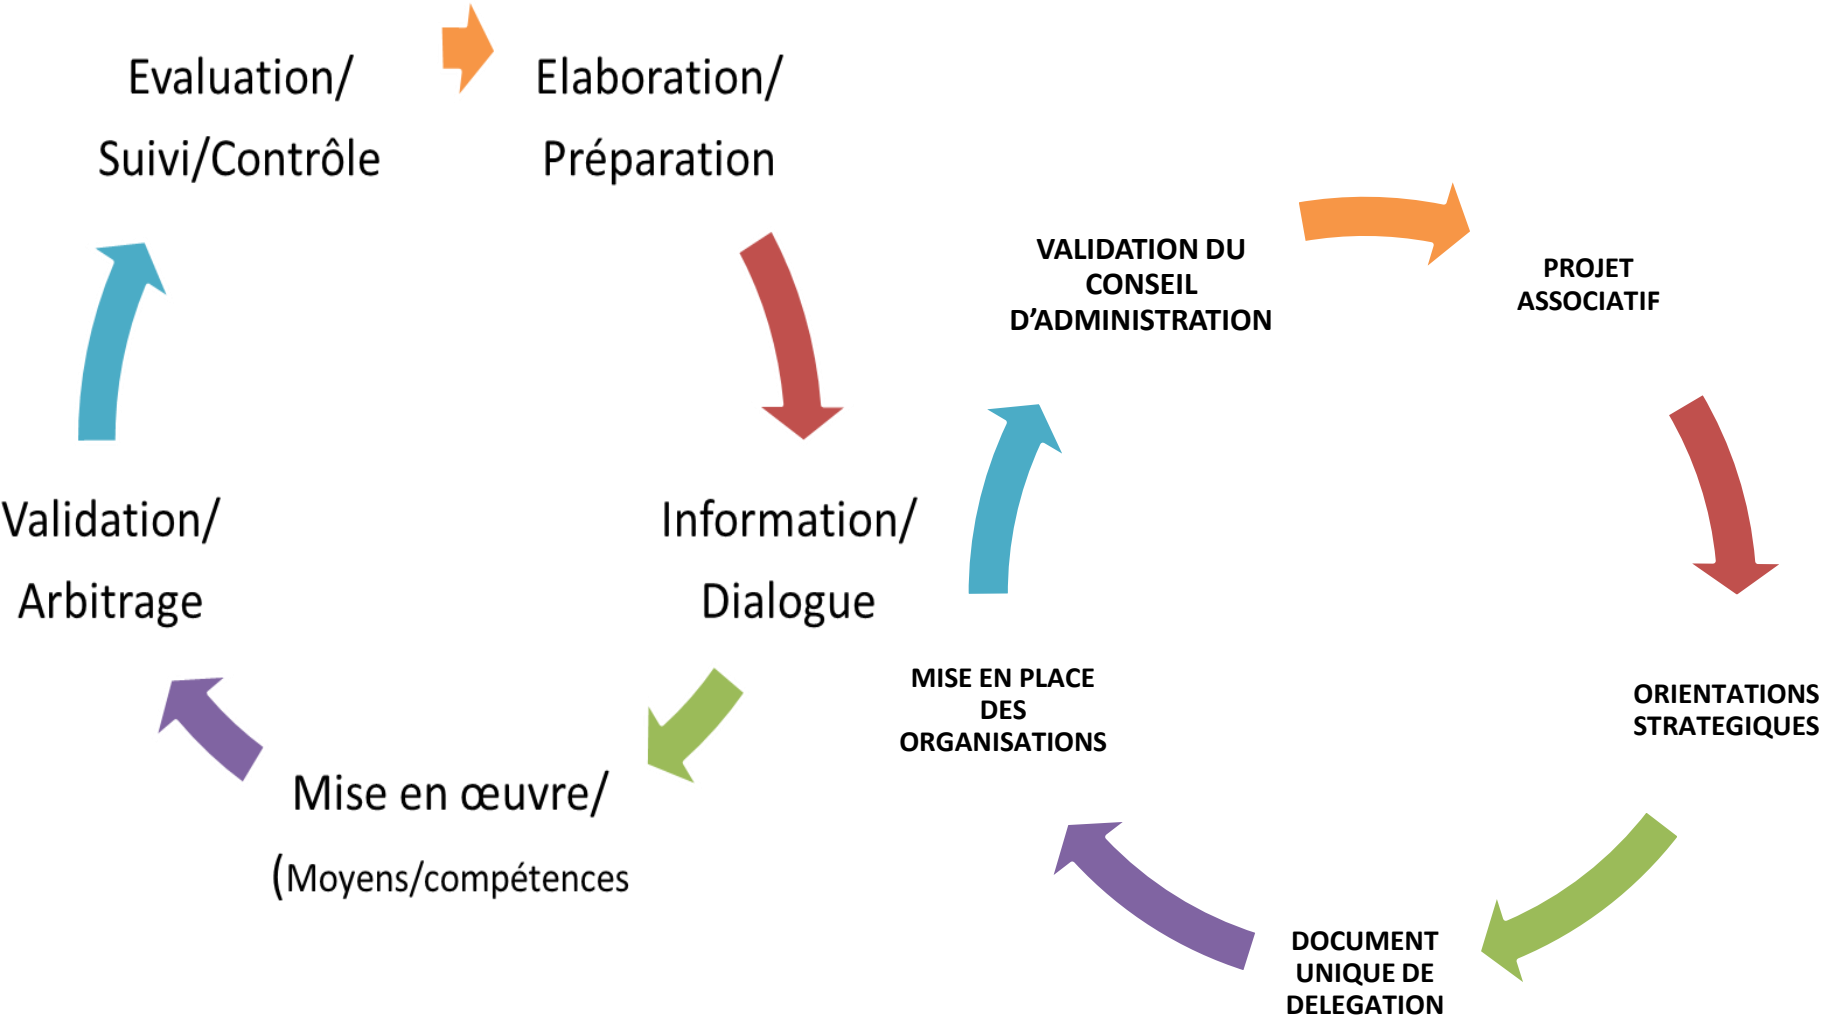 Evaluation/
Suivi/Contrôle
Elaboration/
Préparation
Information/
Dialogue
Mise en œuvre/
(Moyens/compétences
Validation/
Arbitrage
VALIDATION DU
CONSEIL
D’ADMINISTRATION
PROJET
ASSOCIATIF
ORIENTATIONS
STRATEGIQUES
DOCUMENT
UNIQUE DE
DELEGATION
MISE EN PLACE
DES
ORGANISATIONS